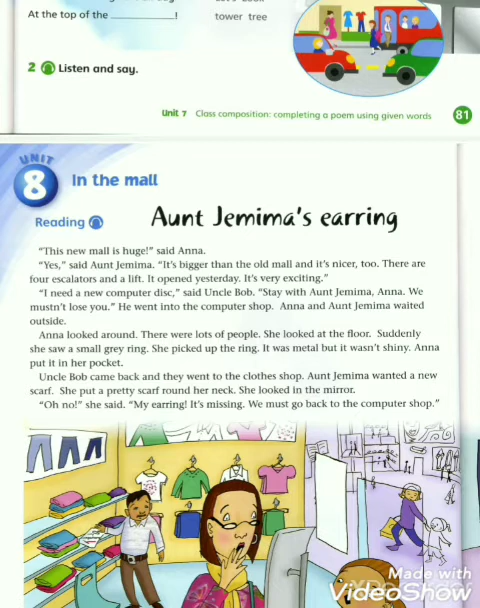 At the top of the ____________!
tower  tree
2 Listen and say.
Unit 7 Class composition: completing a poem using given words 81
UNIT
8 In the mall
Reading Aunt Jemima's earring
"This new mall is huge!" said Anna.
"Yes," said Aunt Jemima. "It's bigger than the old mall and it's nicer, too. There are
four escalators and a lift. It opened yesterday. It's very exciting."
"I need a new computer disc," said Uncle Bob. "Stay with Aunt Jemima, Anna. We
mustn't lose you." He went into the computer shop. Anna and Aunt Jemima waited
outside.
Anna looked around. There were lots of people. She looked at the floor. Suddenly
she saw a small grey ring. She picked up the ring. It was metal but it wasn't shiny. Anna
put it in her pocket.
Uncle Bob came back and they went to the clothes shop. Aunt Jemima wanted a new
scarf. She put a pretty scarf round her neck. She looked in the mirror.
"Oh no!" she said. "My earring! It's missing. We must go back to the computer shop."
Made with
VideoShow